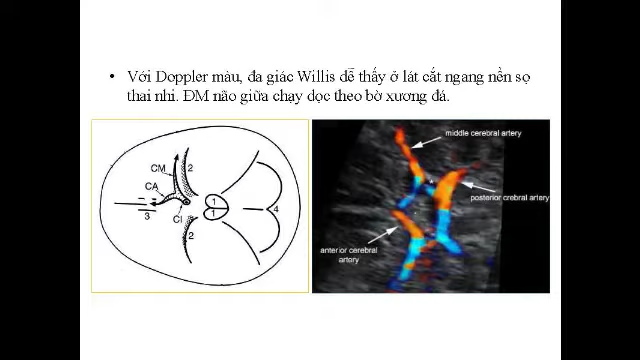 • Với Doppler màu, đa giác Willis dễ thấy ở lát cắt ngang nền sọ
thai nhi. ĐM não giữa chạy dọc theo bờ xương đá.
CM
2
CA
3
CI
1
1
4
2
middle cerebral artery
posterior crebral artery
anterior cerebral
artery